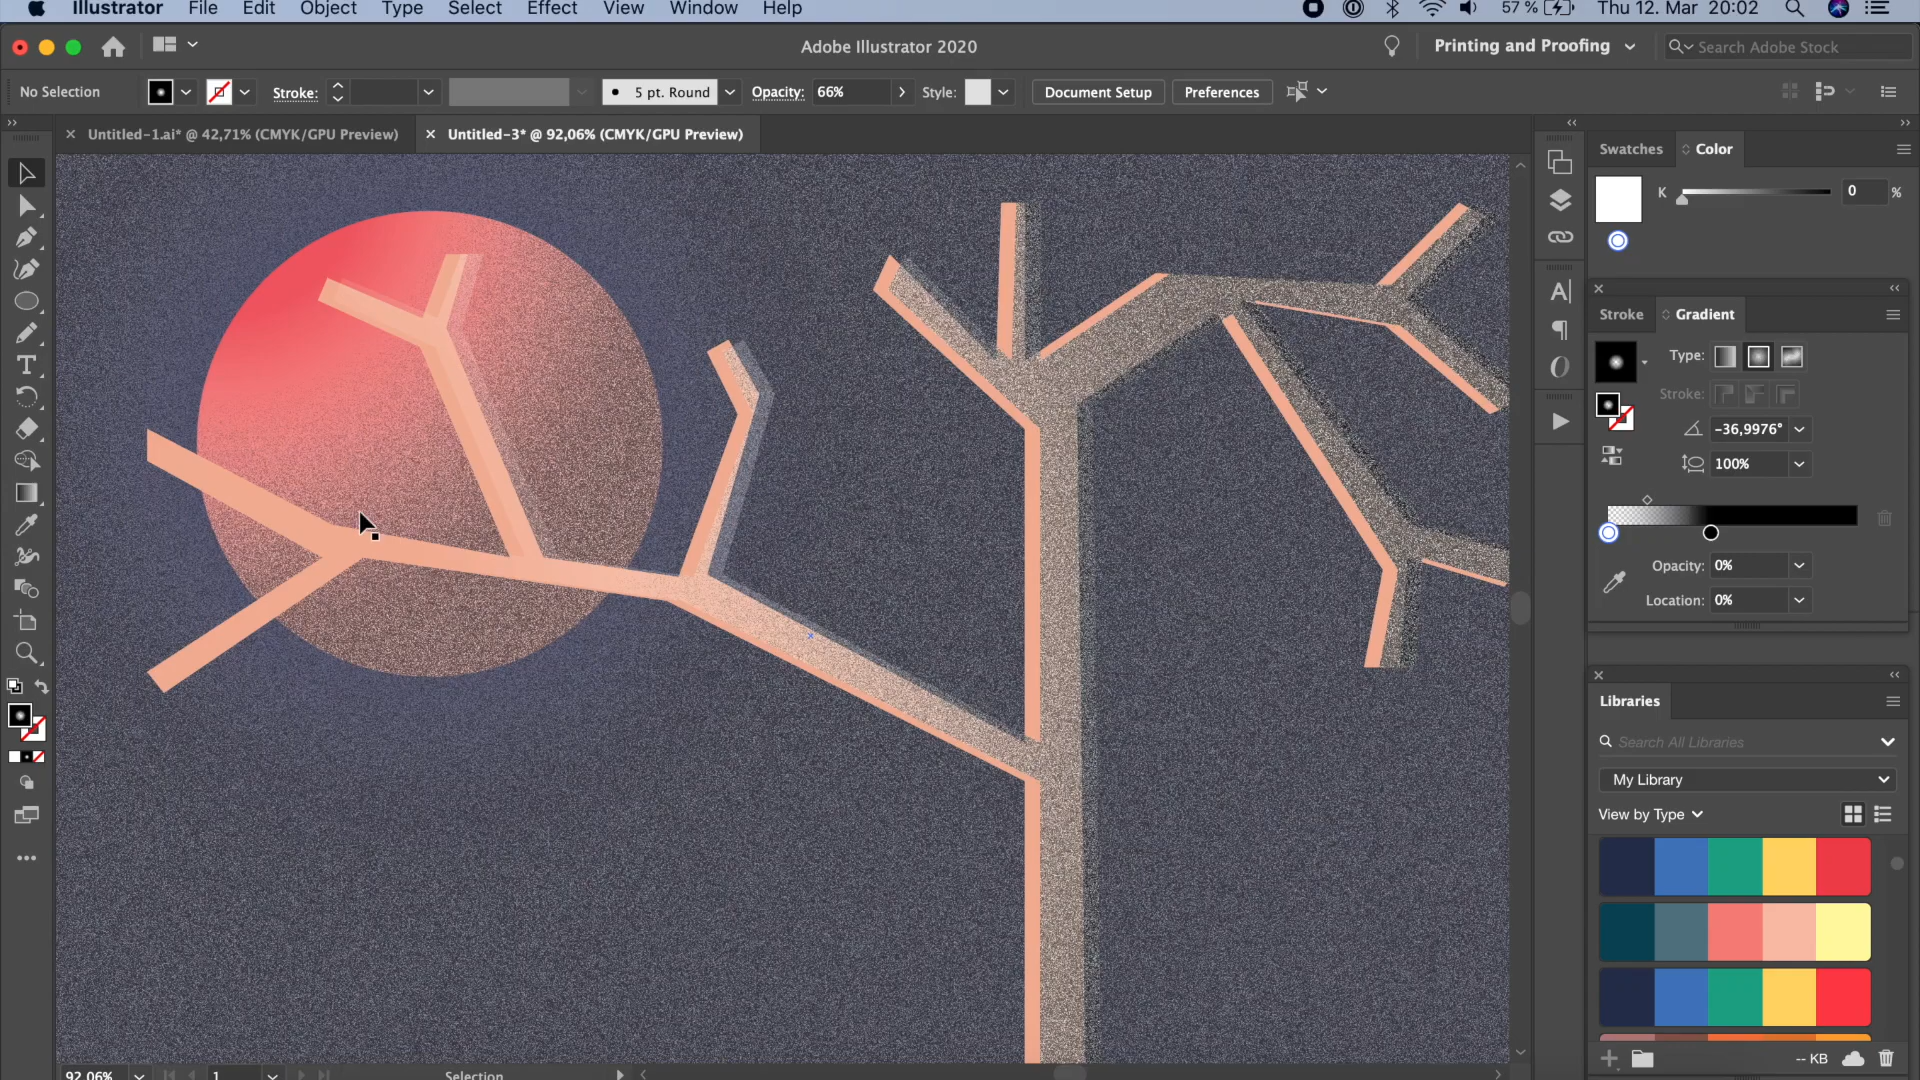 Illustrator File Edit Object Type Select Effect View Window Help 57 % Thu 12. Mar 20:02
Adobe Illustrator 2020 Printing and Proofing Search Adobe Stock
No Selection Stroke: 5 pt. Round Opacity: 66% Style: Document Setup Preferences
Untitled-1.ai* @ 42,71% (CMYK/GPU Preview) Untitled-3* @ 92,06% (CMYK/GPU Preview)
Swatches Color
K 0 %
Stroke Gradient
Type:
Stroke:
-36,9976°
100%
Opacity: 0%
Location: 0%
Libraries
Search All Libraries
My Library
View by Type
-- KB
92,06% 1 Selection